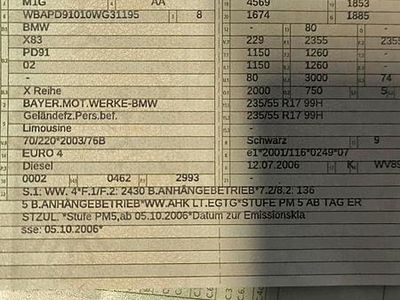 M1G AA 4569 1853
WBAPD91010WG31195 8 1674 1885
BMW 12 80 -
X83 229 2355 2355
PD91 1150 1260 -
02 1150 1260 -
- 80 3000 8 74
X Reihe 2000 750 5
BAYER.MOT.WERKE-BMW 235/55 R17 99H
Geländefz.Pers.bef. 235/55 R17 99H
Limousine -
70/220*2003/76B Schwarz 9
EURO 4 e1*2001/116*0249*07
Diesel 12.07.2006 K WV89
0002 0462 2993
S.1: WW. 4*F.1/F.2: 2430 B.ANHÄNGEBETRIEB*7.2/8.2: 136
5 B.ANHÄNGEBETRIEB*WW.AHK LT.EGTG*STUFE PM 5 AB TAG ER
STZUL. *Stufe PM5,ab 05.10.2006*Datum zur Emissionskla
sse: 05.10.2006*